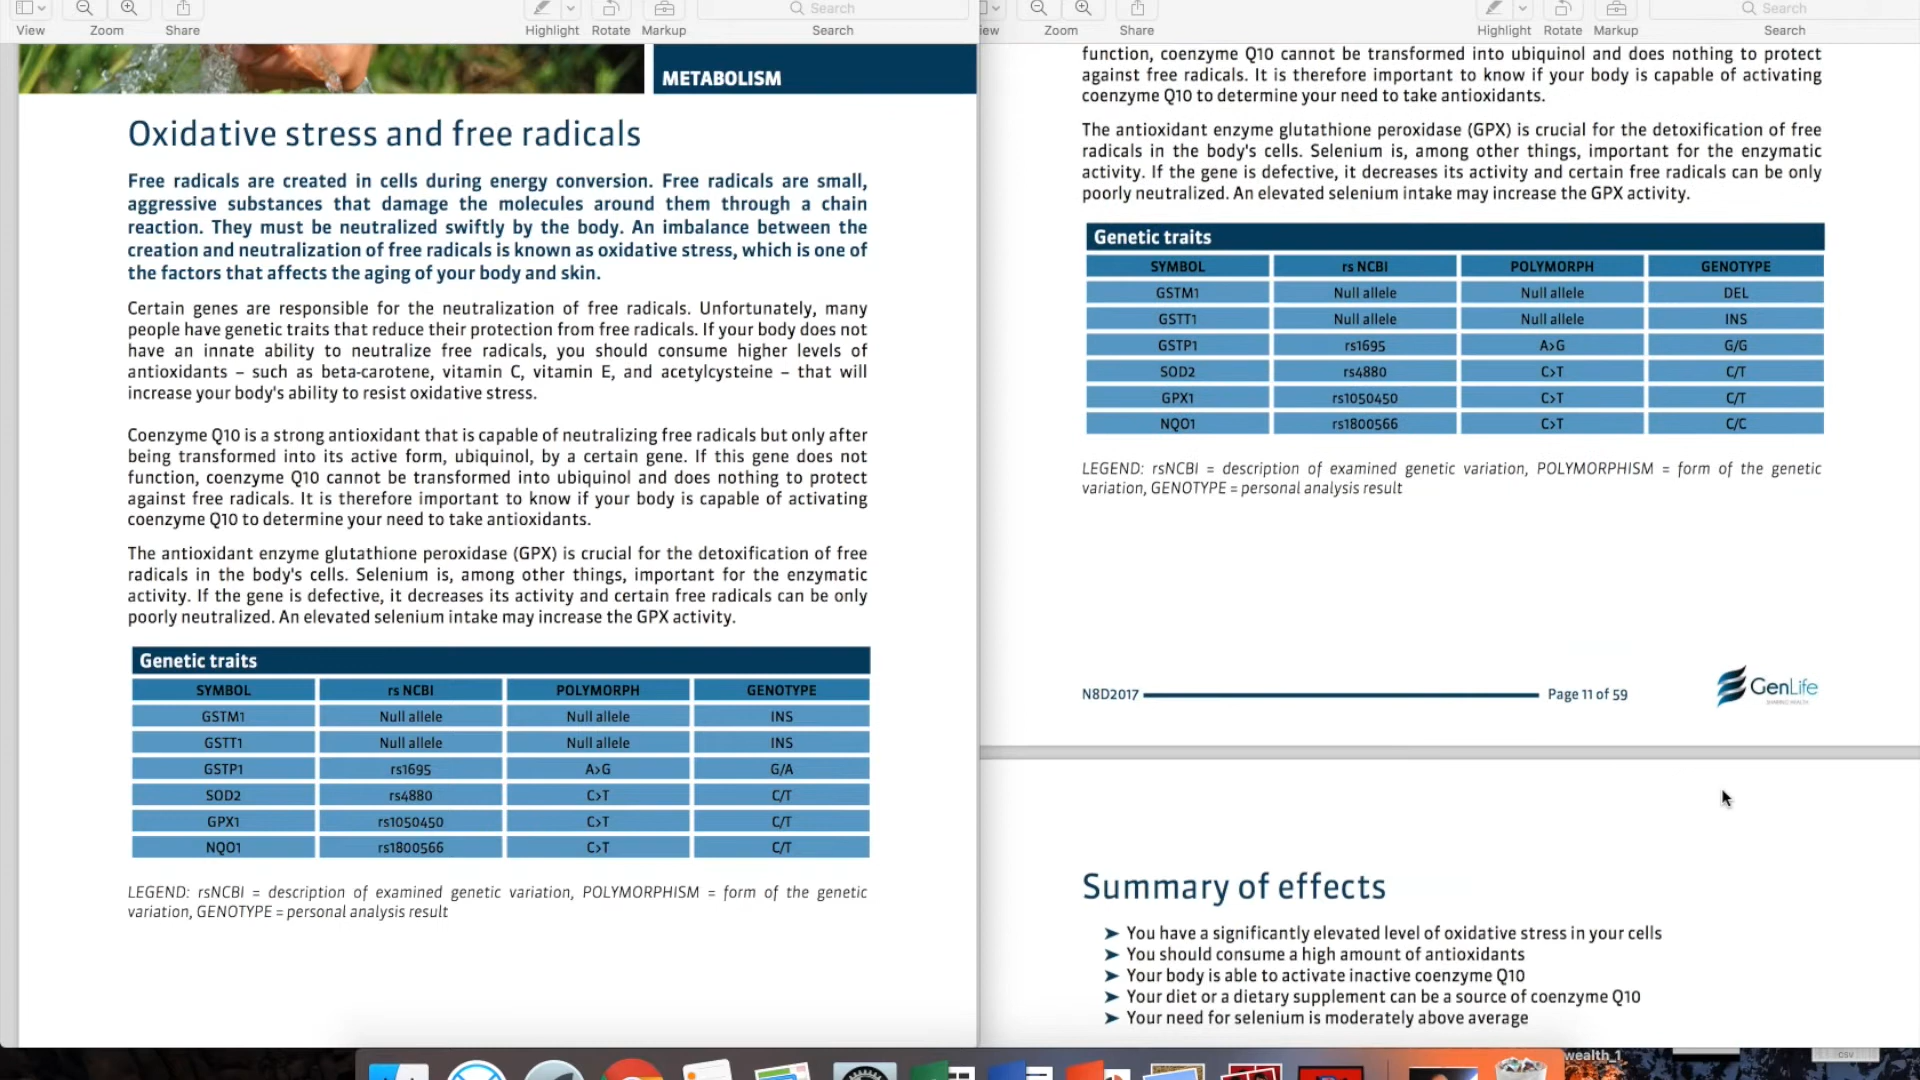 View
Zoom
Share
Highlight
Rotate
Markup
Search
Search
METABOLISM
Oxidative stress and free radicals
Free radicals are created in cells during energy conversion. Free radicals are small,
aggressive substances that damage the molecules around them through a chain
reaction. They must be neutralized swiftly by the body. An imbalance between the
creation and neutralization of free radicals is known as oxidative stress, which is one of
the factors that affects the aging of your body and skin.
Certain genes are responsible for the neutralization of free radicals. Unfortunately, many
people have genetic traits that reduce their protection from free radicals. If your body does not
have an innate ability to neutralize free radicals, you should consume higher levels of
antioxidants – such as beta-carotene, vitamin C, vitamin E, and acetylcysteine – that will
increase your body's ability to resist oxidative stress.
Coenzyme Q10 is a strong antioxidant that is capable of neutralizing free radicals but only after
being transformed into its active form, ubiquinol, by a certain gene. If this gene does not
function, coenzyme Q10 cannot be transformed into ubiquinol and does nothing to protect
against free radicals. It is therefore important to know if your body is capable of activating
coenzyme Q10 to determine your need to take antioxidants.
The antioxidant enzyme glutathione peroxidase (GPX) is crucial for the detoxification of free
radicals in the body's cells. Selenium is, among other things, important for the enzymatic
activity. If the gene is defective, it decreases its activity and certain free radicals can be only
poorly neutralized. An elevated selenium intake may increase the GPX activity.
Genetic traits
SYMBOL rs NCBI POLYMORPH GENOTYPE
GSTM1 Null allele Null allele INS
GSTT1 Null allele Null allele INS
GSTP1 rs1695 A>G G/A
SOD2 rs4880 C>T C/T
GPX1 rs1050450 C>T C/T
NQO1 rs1800566 C>T C/T
LEGEND: rsNCBI = description of examined genetic variation, POLYMORPHISM = form of the genetic
variation, GENOTYPE = personal analysis result
iew
Zoom
Share
Highlight
Rotate
Markup
Search
Search
function, coenzyme Q10 cannot be transformed into ubiquinol and does nothing to protect
against free radicals. It is therefore important to know if your body is capable of activating
coenzyme Q10 to determine your need to take antioxidants.
The antioxidant enzyme glutathione peroxidase (GPX) is crucial for the detoxification of free
radicals in the body's cells. Selenium is, among other things, important for the enzymatic
activity. If the gene is defective, it decreases its activity and certain free radicals can be only
poorly neutralized. An elevated selenium intake may increase the GPX activity.
Genetic traits
SYMBOL rs NCBI POLYMORPH GENOTYPE
GSTM1 Null allele Null allele DEL
GSTT1 Null allele Null allele INS
GSTP1 rs1695 A>G G/G
SOD2 rs4880 C>T C/T
GPX1 rs1050450 C>T C/T
NQO1 rs1800566 C>T C/C
LEGEND: rsNCBI = description of examined genetic variation, POLYMORPHISM = form of the genetic
variation, GENOTYPE = personal analysis result
N8D2017
Page 11 of 59
GenLife
Summary of effects
➤ You have a significantly elevated level of oxidative stress in your cells
➤ You should consume a high amount of antioxidants
➤ Your body is able to activate inactive coenzyme Q10
➤ Your diet or a dietary supplement can be a source of coenzyme Q10
➤ Your need for selenium is moderately above average
wealth_1
csv